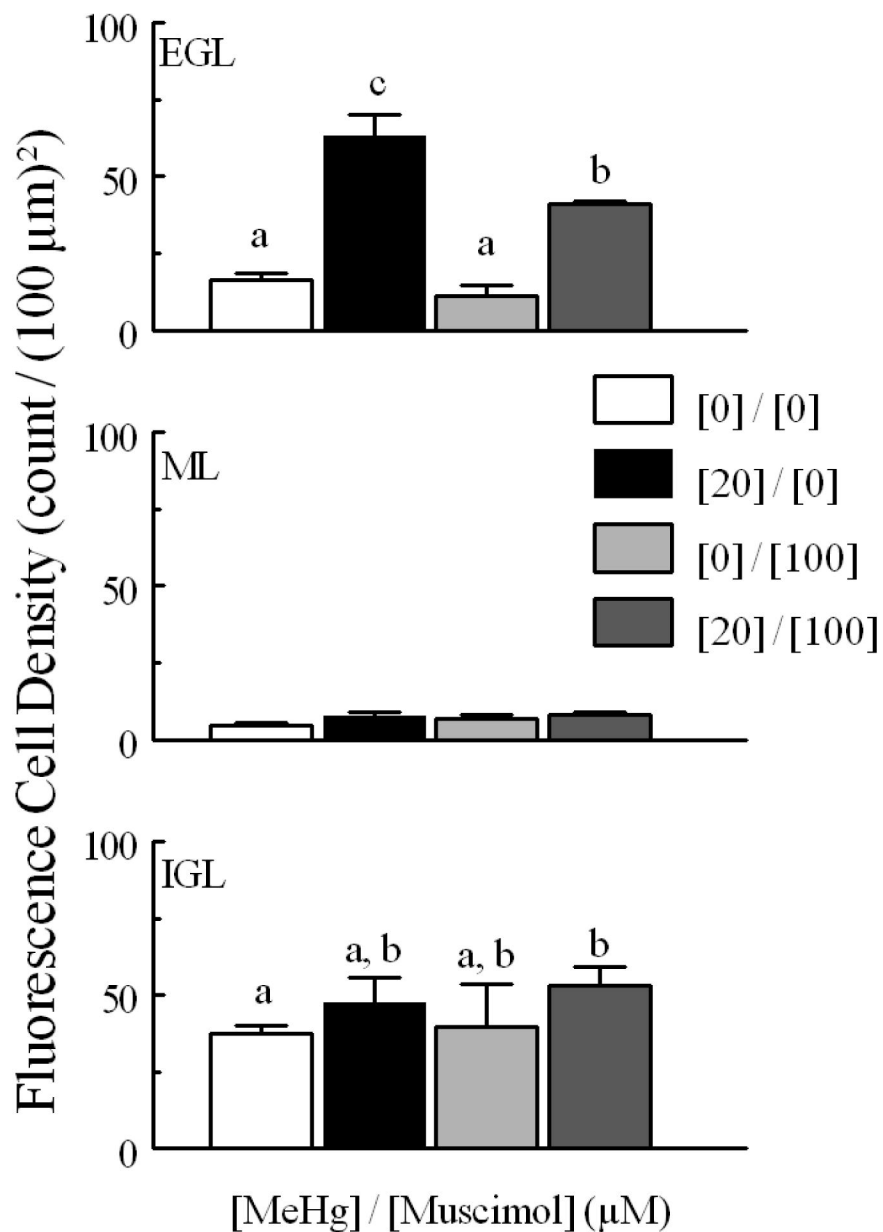 Fluorescence Cell Density (count / (100 µm)²)
100
EGL
c
50
b
a
a
0
[0] / [0]
[20] / [0]
[0] / [100]
[20] / [100]
100
ML
50
0
100
IGL
a, b
a, b
b
a
50
0
[MeHg] / [Muscimol] (µM)